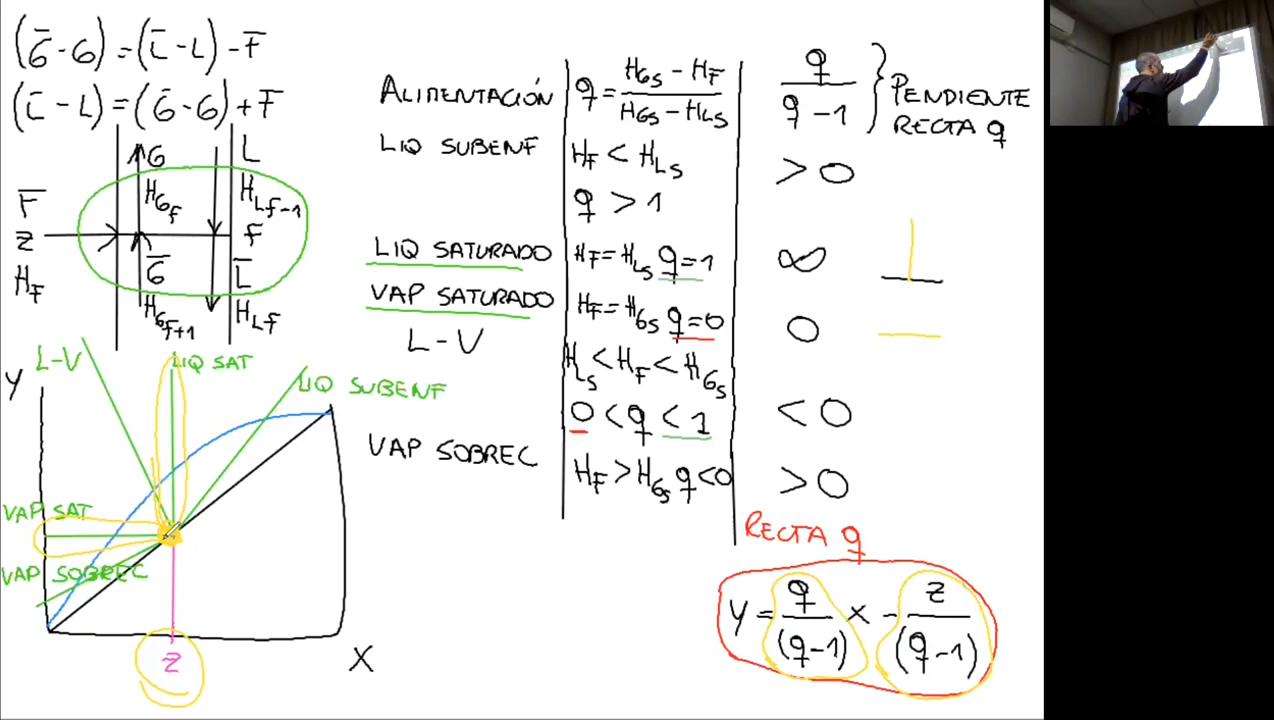 (G̅ - G) = (L̅ - L) - F̅
(L̅ - L) = (G̅ - G) + F̅
G
H_Gf
L
H_Lf-1
F̅
z
H_F
f
G̅
H_Gf+1
L̅
H_Lf
ALIMENTACIÓN
q = (H_GS - H_F) / (H_GS - H_LS)
q / (q - 1)
PENDIENTE
RECTA q
LIQ SUBENF
H_F < H_LS
q > 1
> 0
LIQ SATURADO
H_F = H_LS q = 1
∞
VAP SATURADO
H_F = H_GS q = 0
0
L-V
H_LS < H_F < H_GS
0 < q < 1
< 0
VAP SOBREC
H_F > H_GS q < 0
> 0
Y
L-V
LIQ SAT
LIQ SUBENF
VAP SAT
VAP SOBREC
z
X
RECTA q
y = q/(q-1) x - z/(q-1)